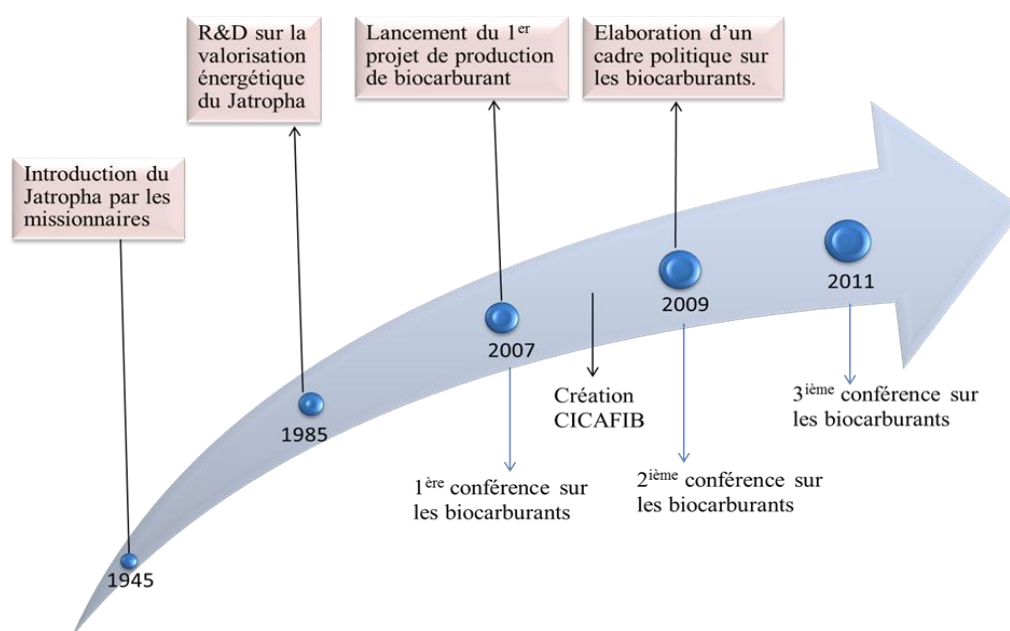 R&D sur la
valorisation
énergétique
du Jatropha
Lancement du 1er
projet de production
de biocarburant
Elaboration d'un
cadre politique sur
les biocarburants.
Introduction du
Jatropha par les
missionnaires
2011
2009
2007
1985
1945
Création
CICAFIB
3ième conférence sur
les biocarburants
1ère conférence sur
les biocarburants
2ième conférence sur
les biocarburants